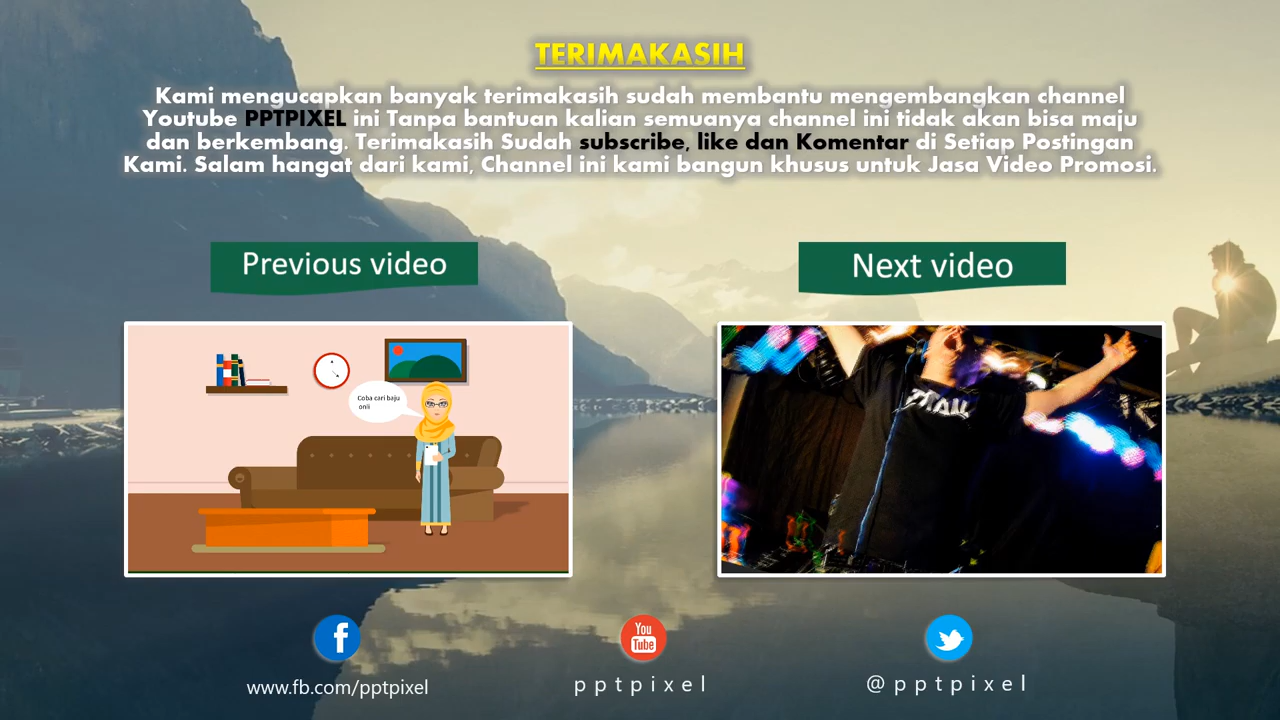 TERIMAKASIH
Kami mengucapkan banyak terimakasih sudah membantu mengembangkan channel
Youtube PPTPIXEL ini Tanpa bantuan kalian semuanya channel ini tidak akan bisa maju
dan berkembang. Terimakasih Sudah subscribe, like dan Komentar di Setiap Postingan
Kami. Salam hangat dari kami, Channel ini kami bangun khusus untuk Jasa Video Promosi.
Previous video
Next video
Coba cari baju
onli
You
Tube
www.fb.com/pptpixel
pptpixel
@pptpixel